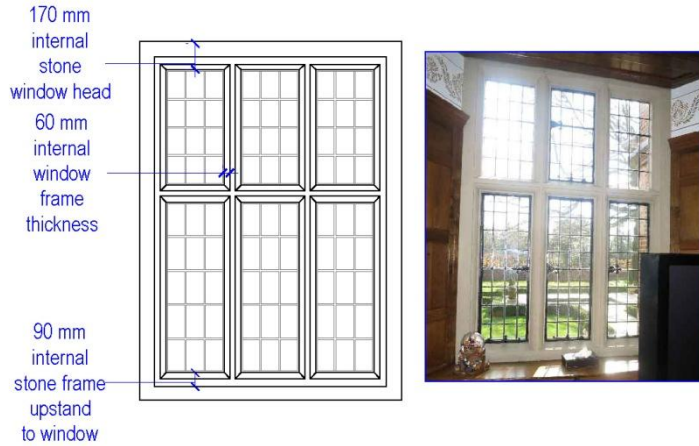 170 mm
internal
stone
window head
60 mm
internal
window
frame
thickness
90 mm
internal
stone frame
upstand
to window